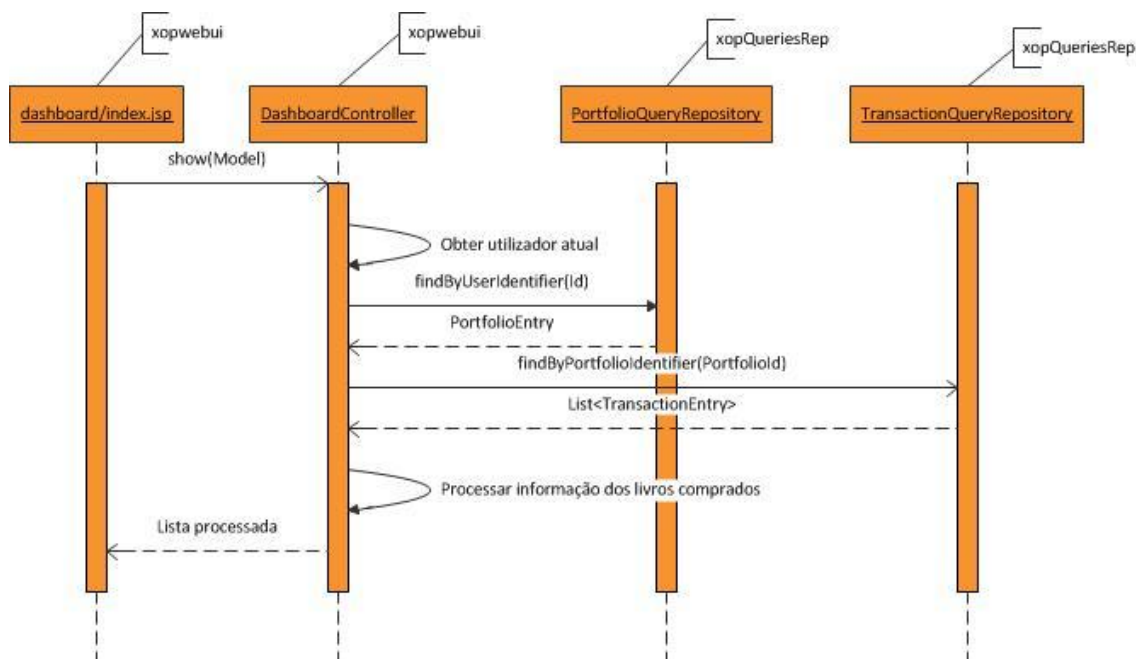 xopwebui
xopwebui
xopQueriesRep
xopQueriesRep
dashboard/index.jsp
DashboardController
PortfolioQueryRepository
TransactionQueryRepository
show(Model)
Obter utilizador atual
findByUserIdentifier(Id)
PortfolioEntry
findByPortfolioIdentifier(PortfolioId)
List<TransactionEntry>
Processar informação dos livros comprados
Lista processada